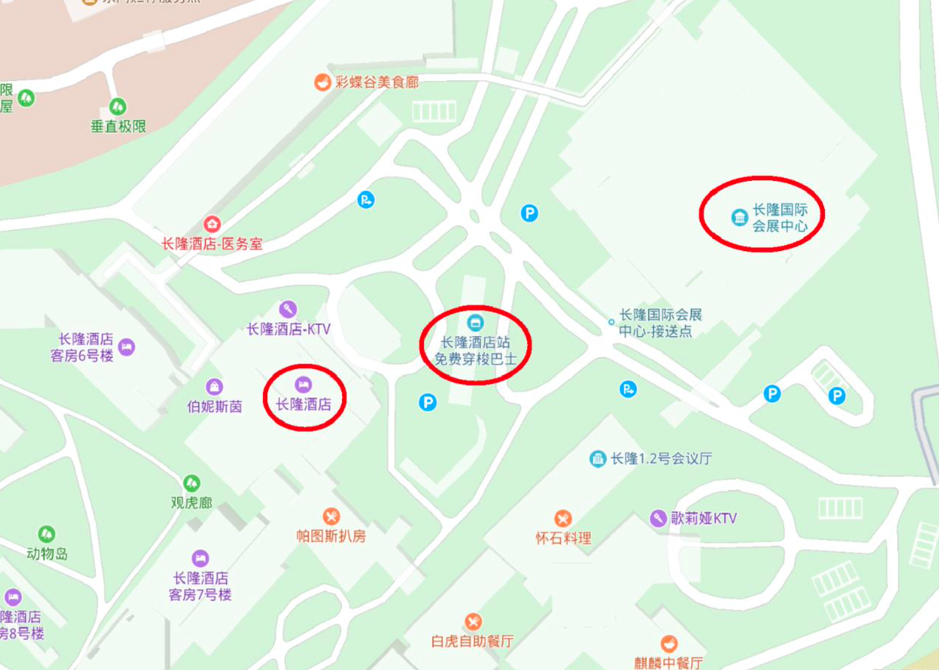 彩蝶谷美食廊
限
屋
垂直极限
长隆国际
会展中心
长隆酒店-医务室
长隆酒店-KTV
长隆国际会展
中心-接送点
长隆酒店
客房6号楼
长隆酒店站
免费穿梭巴士
伯妮斯茵
长隆酒店
长隆1.2号会议厅
观虎廊
帕图斯扒房
怀石料理
歌莉娅KTV
动物岛
长隆酒店
客房7号楼
隆酒店
房8号楼
白虎自助餐厅
麒麟中餐厅
P
P
P
P
P
P